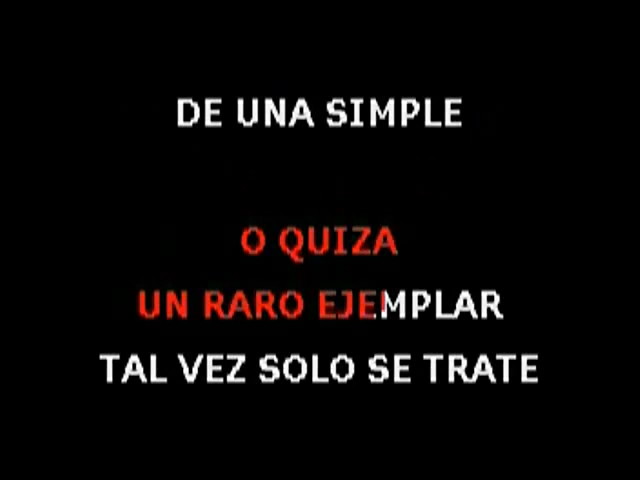 DE UNA SIMPLE
O QUIZA
UN RARO EJEMPLAR
TAL VEZ SOLO SE TRATE